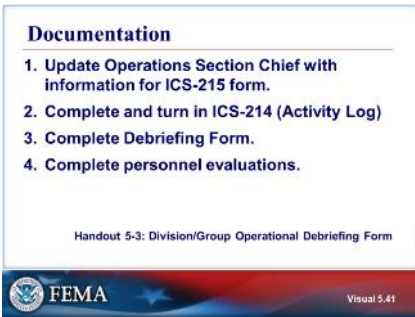 Documentation
1. Update Operations Section Chief with
information for ICS-215 form.
2. Complete and turn in ICS-214 (Activity Log)
3. Complete Debriefing Form.
4. Complete personnel evaluations.
Handout 5-3: Division/Group Operational Debriefing Form
FEMA
Visual 5.41